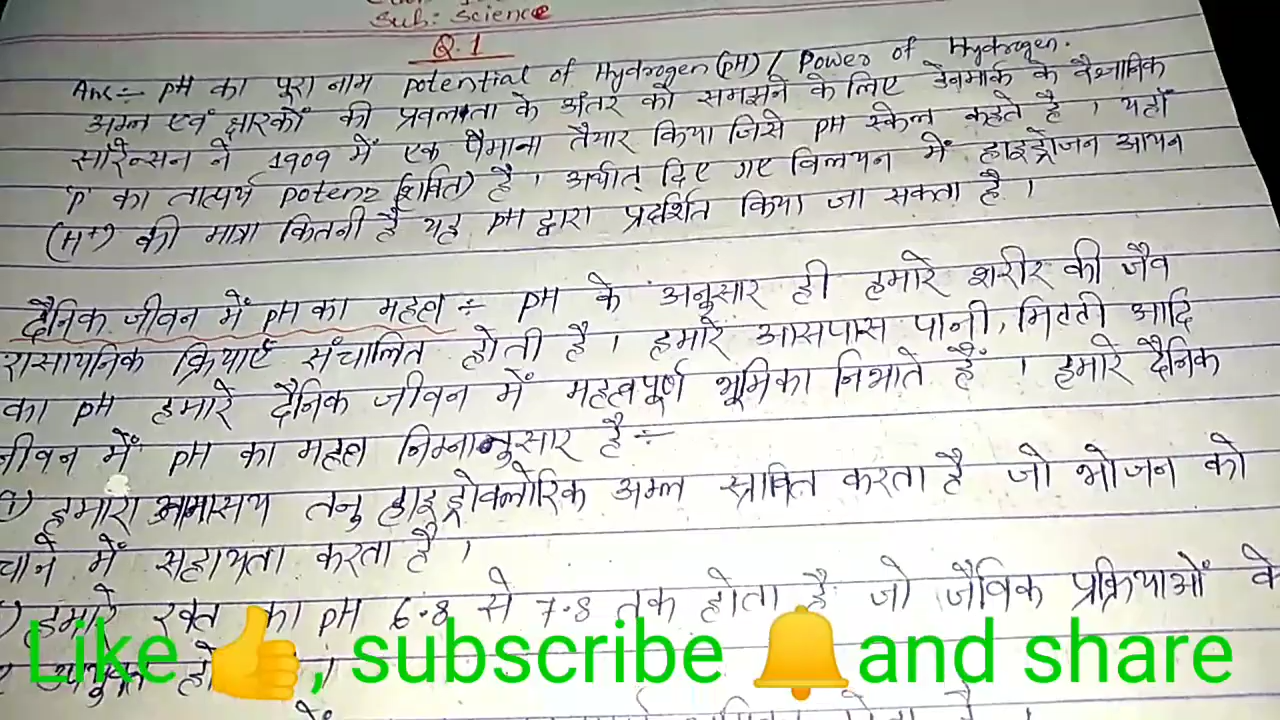 Sub: Science
Q.1
Ans:- pH का पुरा नाम potential of Hydrogen (pH) / Power of Hydrogen.
अम्ल एवं क्षारकों की प्रवलता के अंतर को समझने के लिए डेनमार्क के वैज्ञानिक
सॉरेन्सन ने 1909 में एक पैमाना तैयार किया जिसे pH स्केल कहते है । यहाँ
'p' का तात्पर्य potenz (शक्ति) है । अर्थात् दिए गए विलयन में हाइड्रोजन आयन
(H+) की मात्रा कितनी है यह pH द्वारा प्रदर्शित किया जा सकता है ।
दैनिक जीवन में pH का महत्व ÷ pH के अनुसार ही हमारे शरीर की जैव
रासायनिक क्रियाएँ संचालित होती है । हमारे आसपास पानी, मिटटी आदि
का pH हमारे दैनिक जीवन में महत्वपूर्ण भूमिका निभाते हैं । हमारे दैनिक
जीवन में pH का महत्व निम्नानुसार है ÷
हमारा आमासय तनु हाइड्रोक्लोरिक अम्ल स्त्रावित करता है जो भोजन को
चाने में सहायता करता है ।
हमारे रक्त का pH 6.8 से 7.8 तक होता है जो जैविक प्रक्रियाओं के
Like 👍, subscribe 🔔 and share